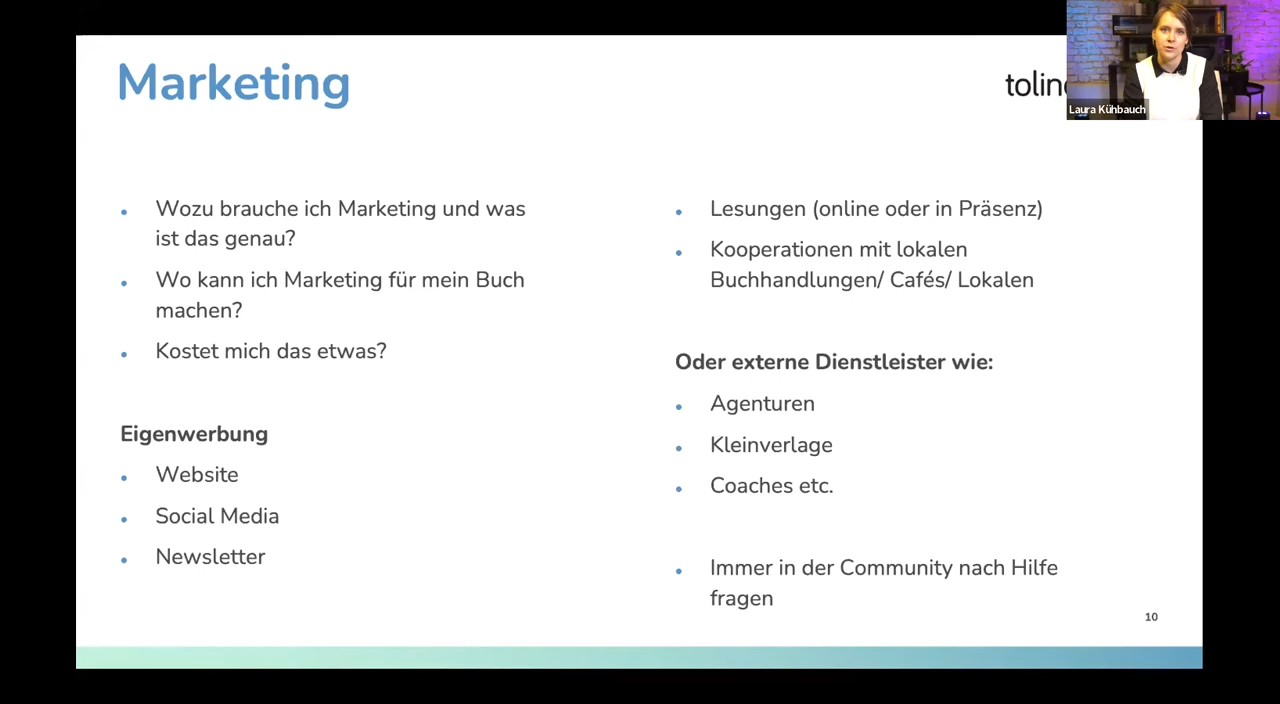 Marketing
Laura Kühbauch
Wozu brauche ich Marketing und was
ist das genau?
Wo kann ich Marketing für mein Buch
machen?
Kostet mich das etwas?
Eigenwerbung
Website
Social Media
Newsletter
Lesungen (online oder in Präsenz)
Kooperationen mit lokalen
Buchhandlungen/ Cafés/ Lokalen
Oder externe Dienstleister wie:
Agenturen
Kleinverlage
Coaches etc.
Immer in der Community nach Hilfe
fragen
10